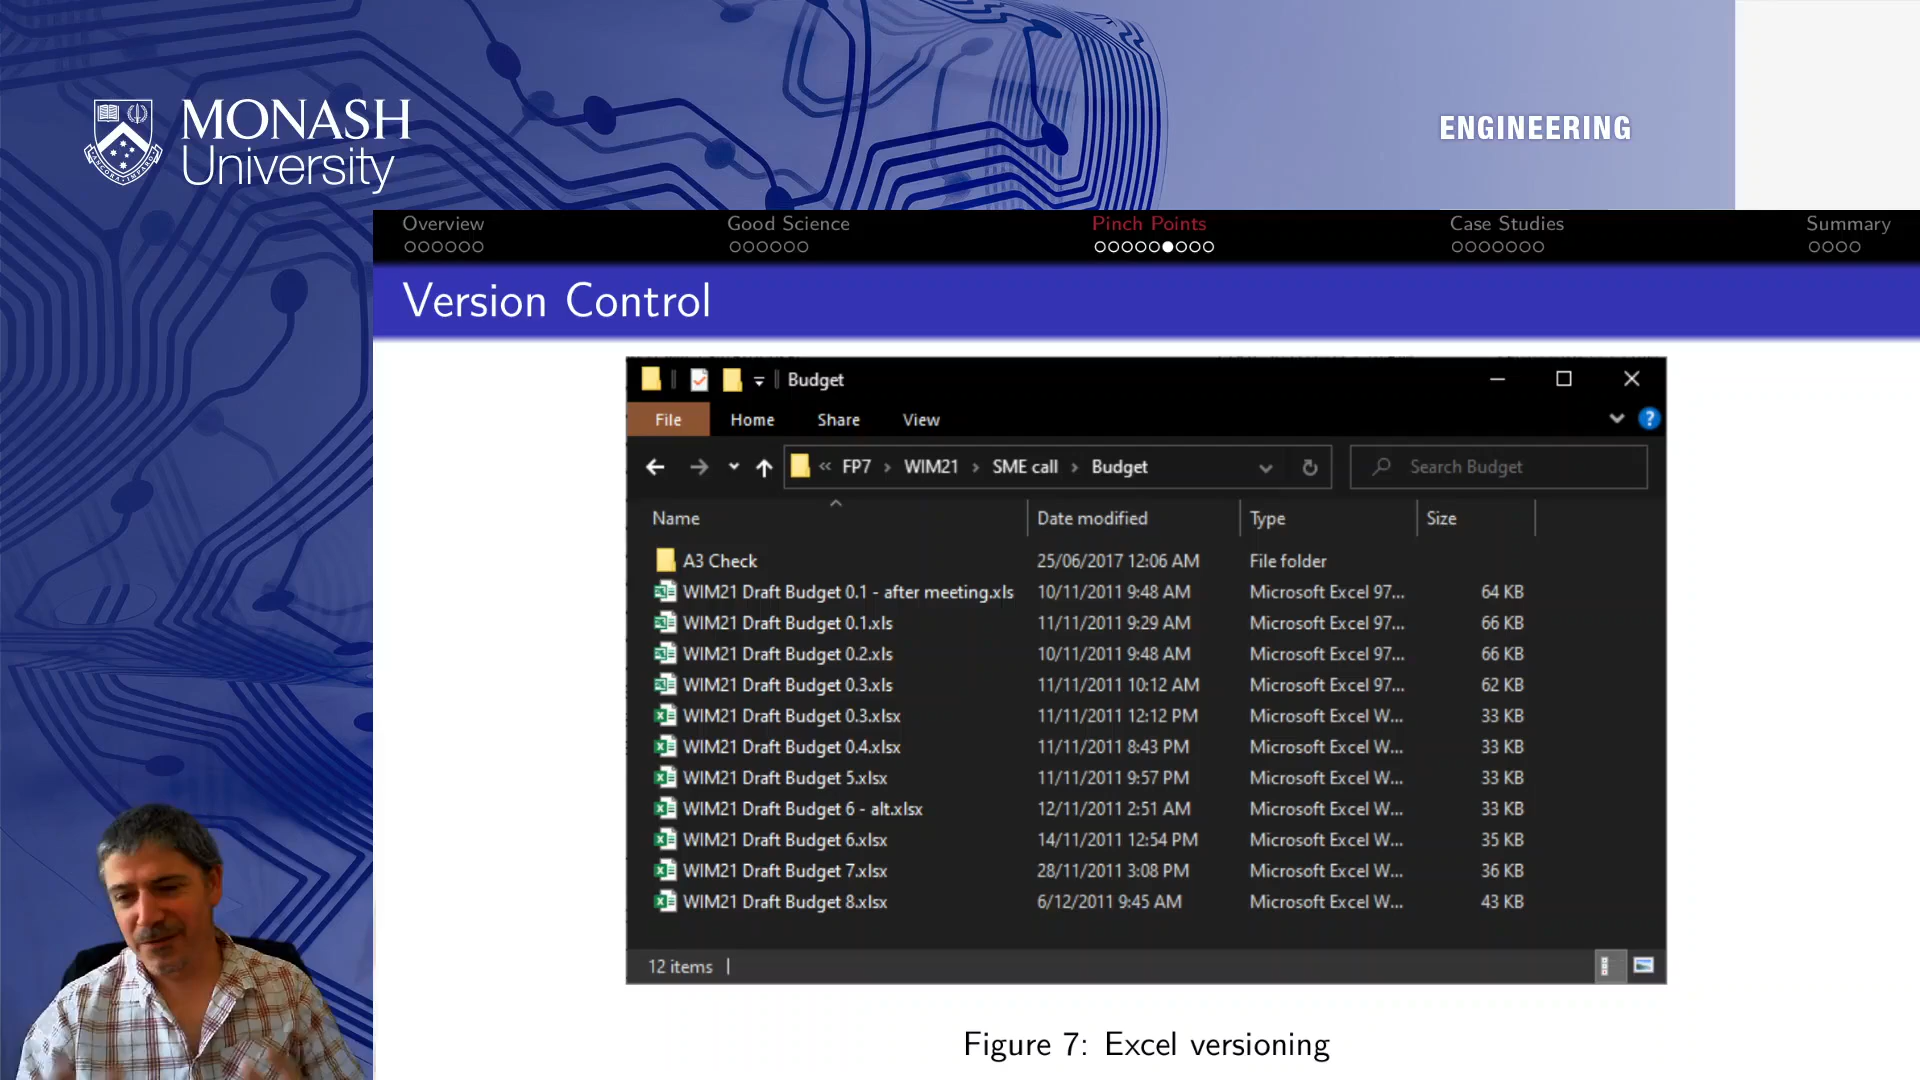 MONASH
University
ENGINEERING
Overview
Good Science
Pinch Points
Case Studies
Summary
Version Control
Budget
File Home Share View
« FP7 › WIM21 › SME call › Budget
Search Budget
Name Date modified Type Size
A3 Check 25/06/2017 12:06 AM File folder
WIM21 Draft Budget 0.1 - after meeting.xls 10/11/2011 9:48 AM Microsoft Excel 97... 64 KB
WIM21 Draft Budget 0.1.xls 11/11/2011 9:29 AM Microsoft Excel 97... 66 KB
WIM21 Draft Budget 0.2.xls 10/11/2011 9:48 AM Microsoft Excel 97... 66 KB
WIM21 Draft Budget 0.3.xls 11/11/2011 10:12 AM Microsoft Excel 97... 62 KB
WIM21 Draft Budget 0.3.xlsx 11/11/2011 12:12 PM Microsoft Excel W... 33 KB
WIM21 Draft Budget 0.4.xlsx 11/11/2011 8:43 PM Microsoft Excel W... 33 KB
WIM21 Draft Budget 5.xlsx 11/11/2011 9:57 PM Microsoft Excel W... 33 KB
WIM21 Draft Budget 6 - alt.xlsx 12/11/2011 2:51 AM Microsoft Excel W... 33 KB
WIM21 Draft Budget 6.xlsx 14/11/2011 12:54 PM Microsoft Excel W... 35 KB
WIM21 Draft Budget 7.xlsx 28/11/2011 3:08 PM Microsoft Excel W... 36 KB
WIM21 Draft Budget 8.xlsx 6/12/2011 9:45 AM Microsoft Excel W... 43 KB
12 items
Figure 7: Excel versioning